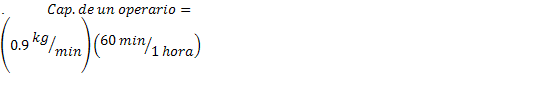 . Cap. de un operario =
(0.9 kg/min)(60 min/1 hora)